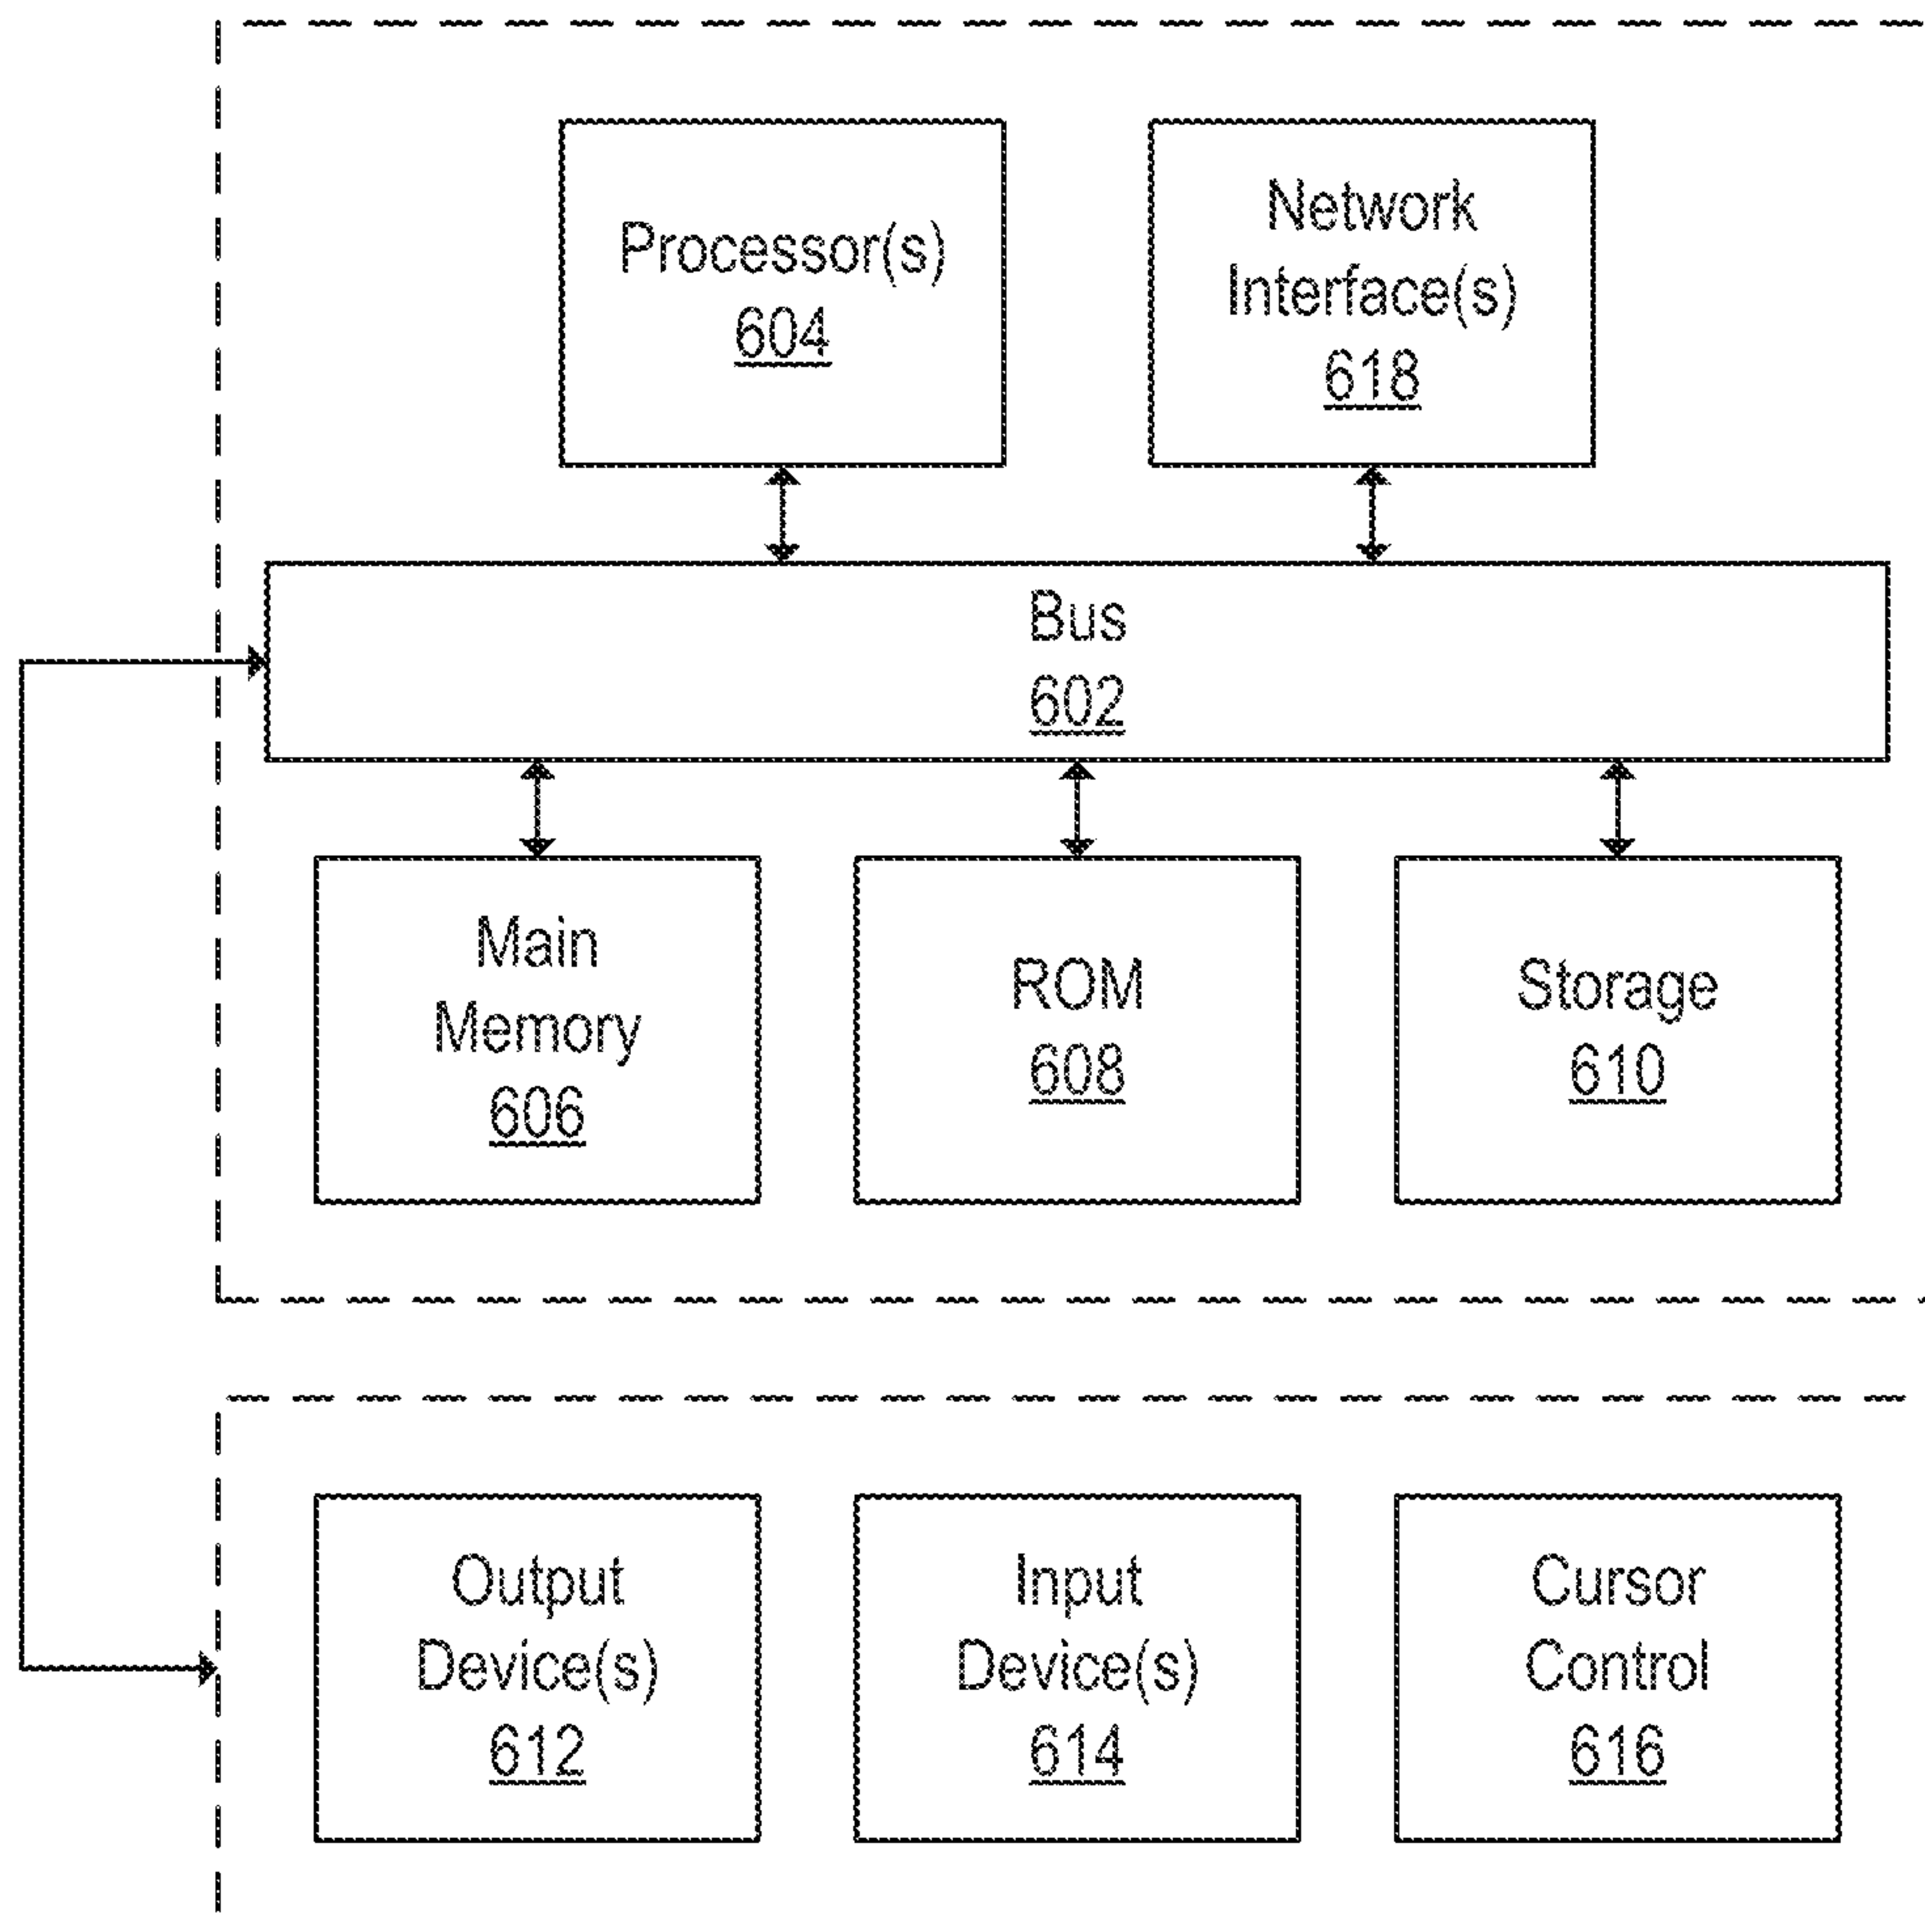 Processor(s)
604
Network
Interface(s)
618
Bus
602
Main
Memory
606
ROM
608
Storage
610
Output
Device(s)
612
Input
Device(s)
614
Cursor
Control
616